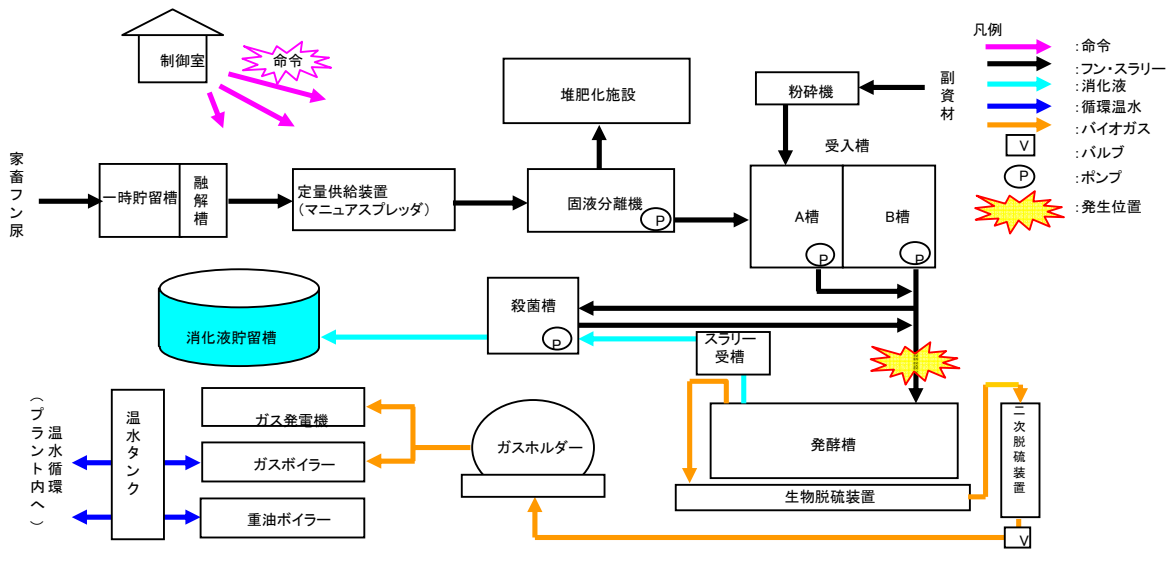 制御室
命令
凡例
:命令
:フン・スラリー
:消化液
:循環温水
:バイオガス
V
:バルブ
P
:ポンプ
:発生位置
堆肥化施設
粉砕機
副資材
受入槽
家畜フン尿
一時貯留槽
融解槽
定量供給装置
(マニュアスプレッダ)
固液分離機
P
A槽
P
B槽
P
消化液貯留槽
殺菌槽
P
スラリー
受槽
(プラント内へ)
温水循環
温水タンク
ガス発電機
ガスボイラー
重油ボイラー
ガスホルダー
発酵槽
生物脱硫装置
二次脱硫装置
V